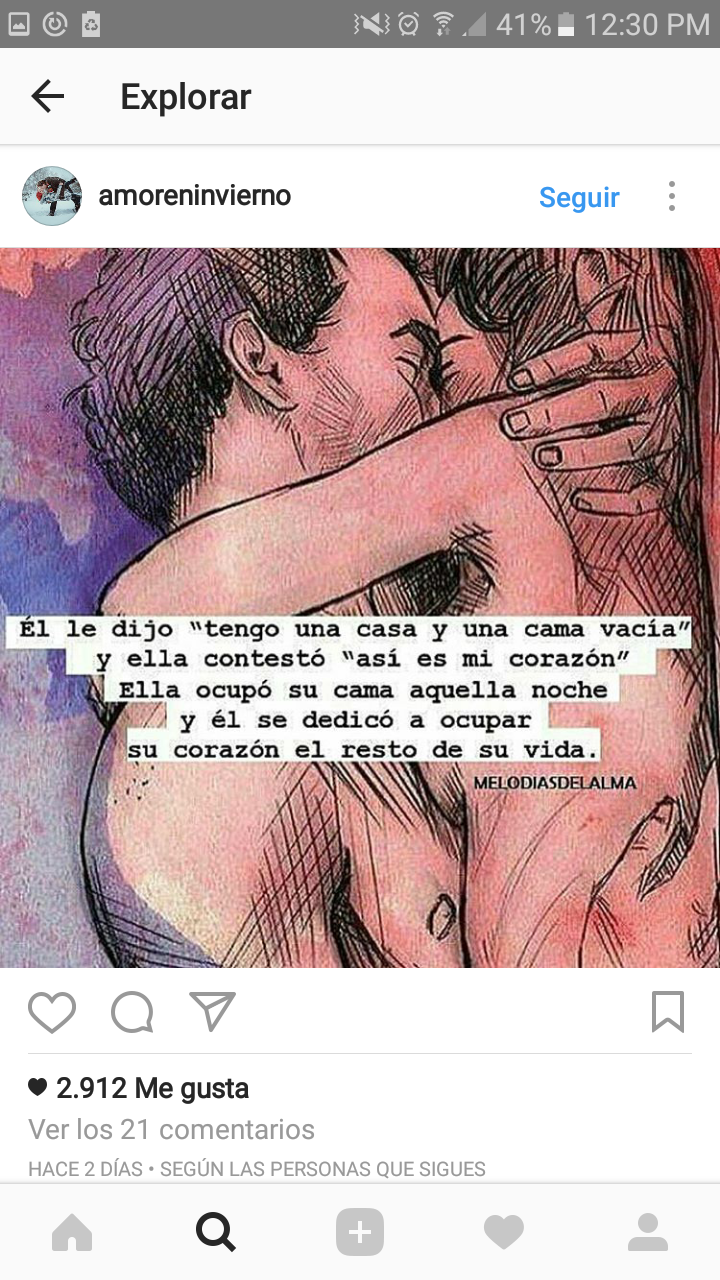 41% 12:30 PM
Explorar
amoreninvierno
Seguir
Él le dijo “tengo una casa y una cama vacía”
y ella contestó “así es mi corazón”
Ella ocupó su cama aquella noche
y él se dedicó a ocupar
su corazón el resto de su vida.
MELODIASDELALMA
2.912 Me gusta
Ver los 21 comentarios
HACE 2 DÍAS • SEGÚN LAS PERSONAS QUE SIGUES